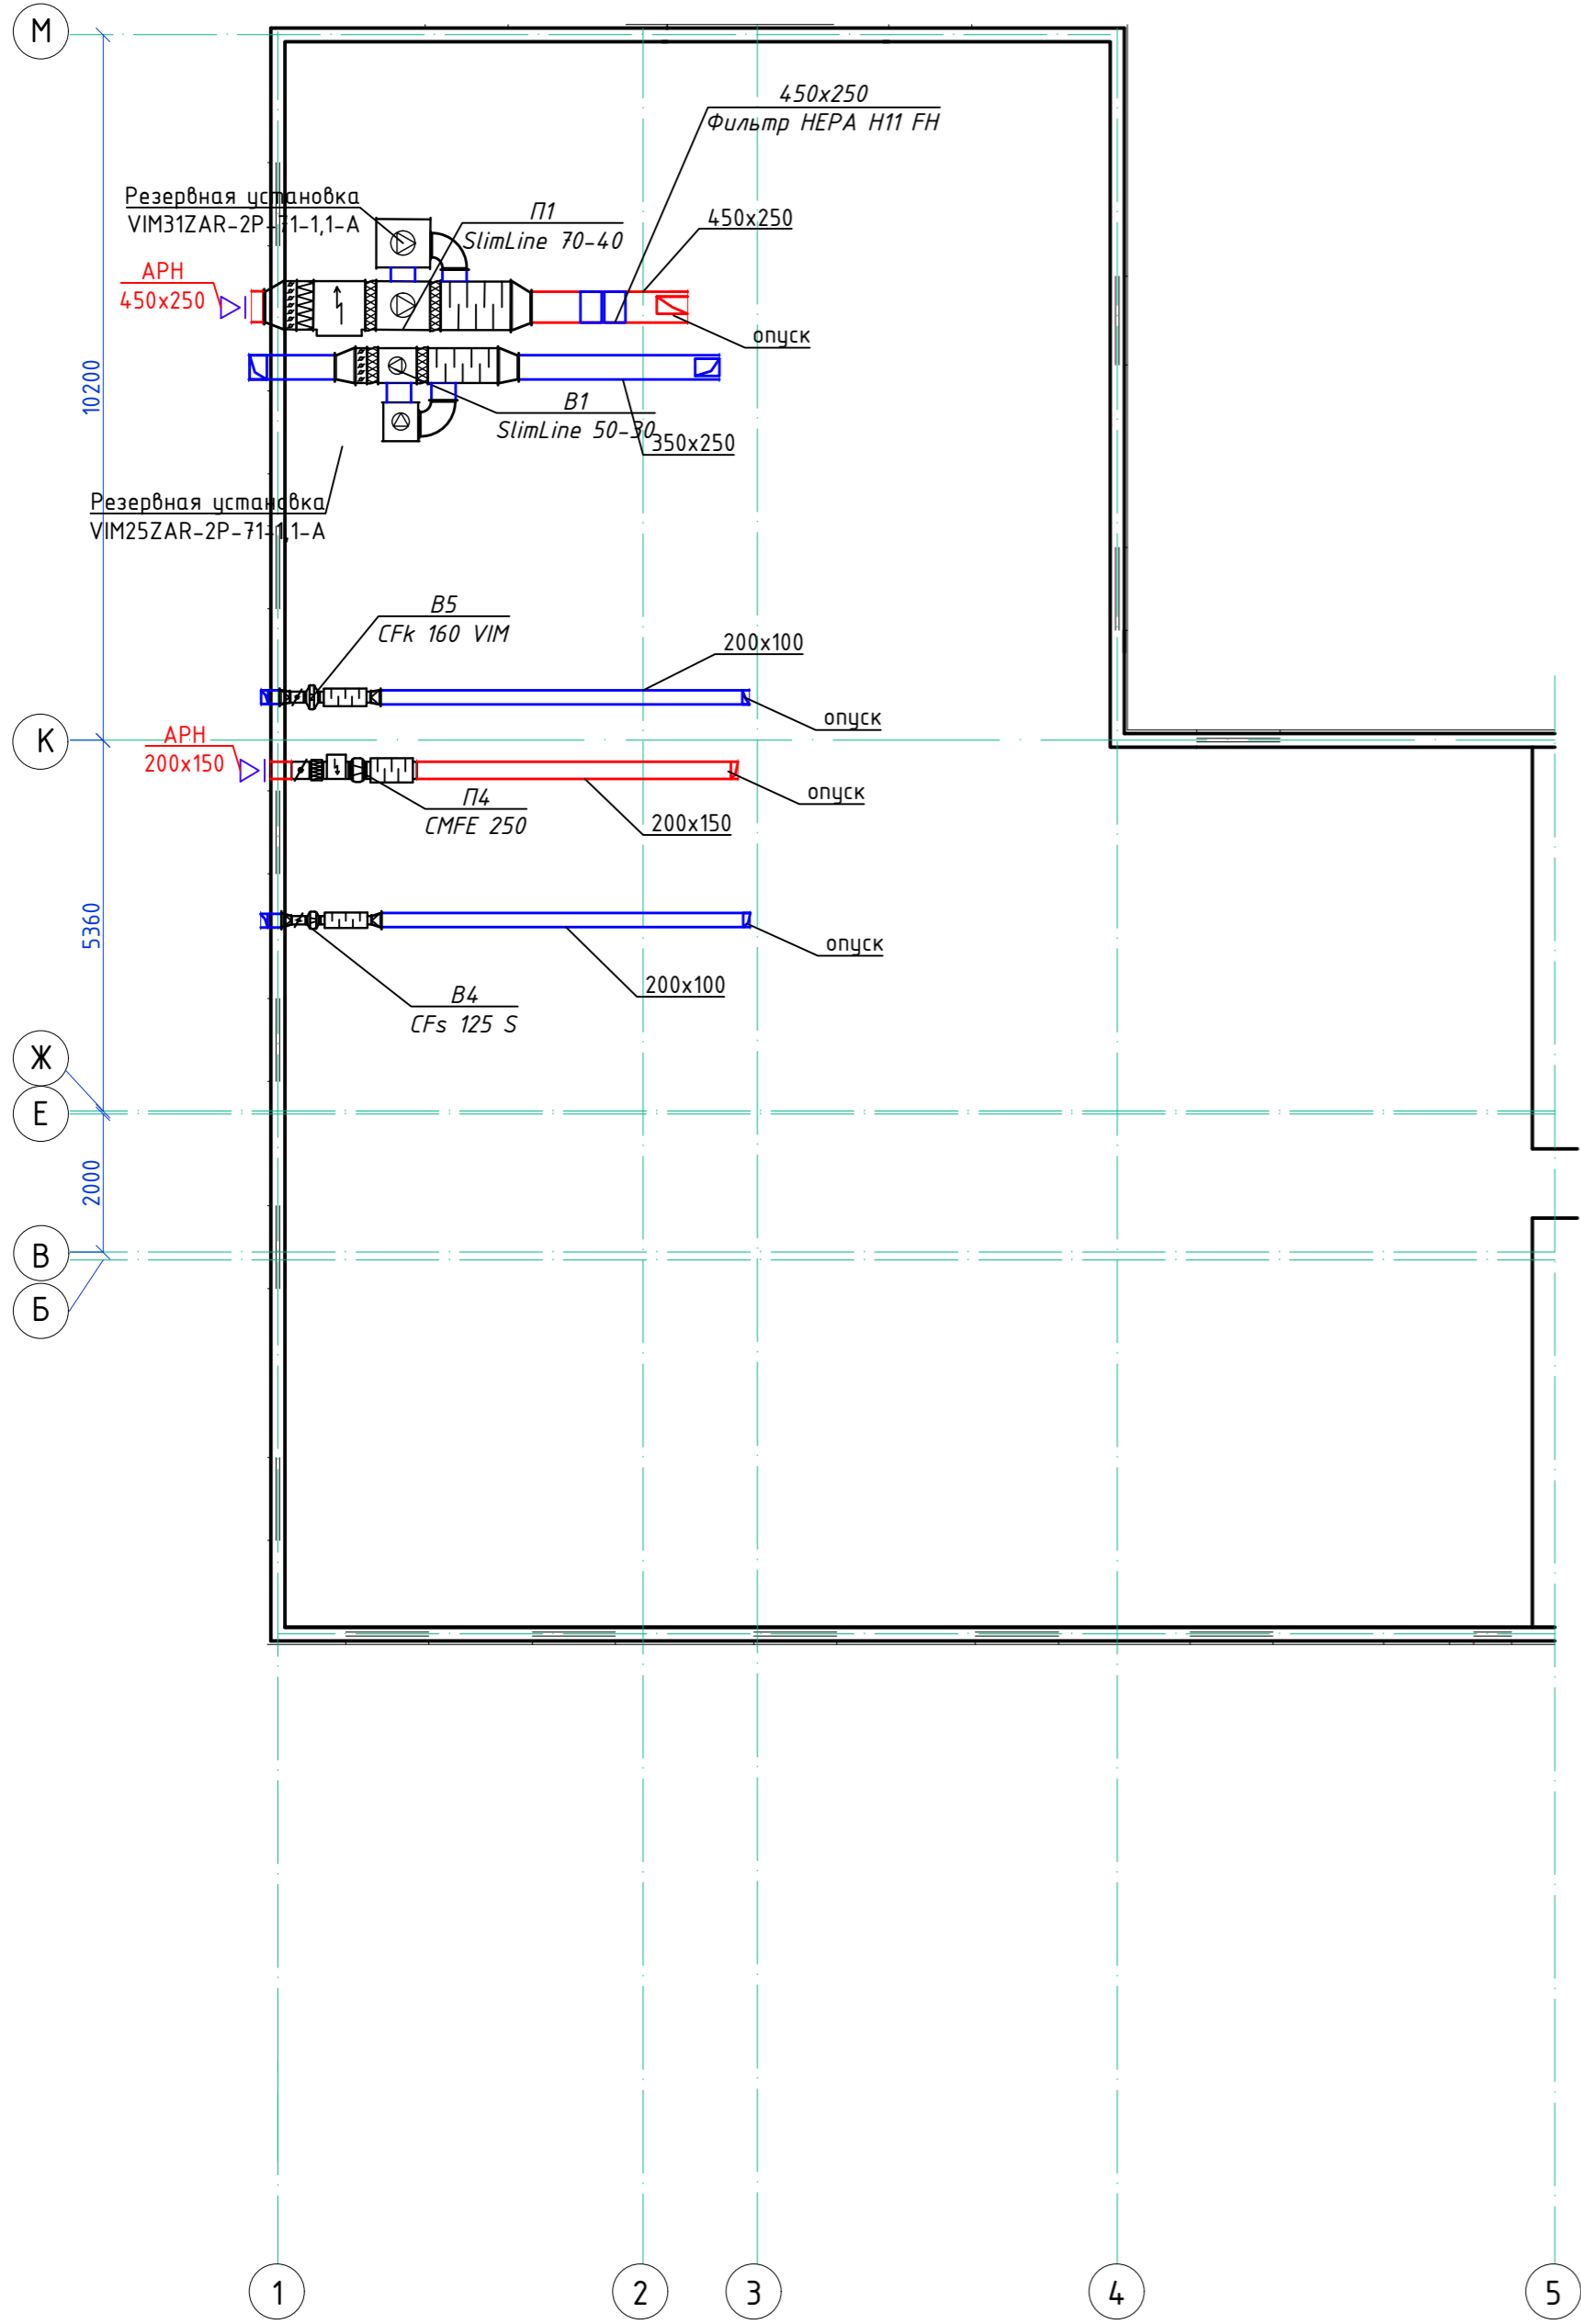 М
450x250
Фильтр HEPA H11 FH
Резервная установка
VIM31ZAR-2P-71-1,1-A
П1
SlimLine 70-40
450x250
АРН
450x250
опуск
10200
В1
SlimLine 50-30
350x250
Резервная установка
VIM25ZAR-2P-71-1,1-A
В5
CFk 160 VIM
200x100
опуск
К
АРН
200x150
опуск
П4
CMFE 250
200x150
5360
опуск
200x100
В4
CFs 125 S
Ж
Е
2000
В
Б
1
2
3
4
5